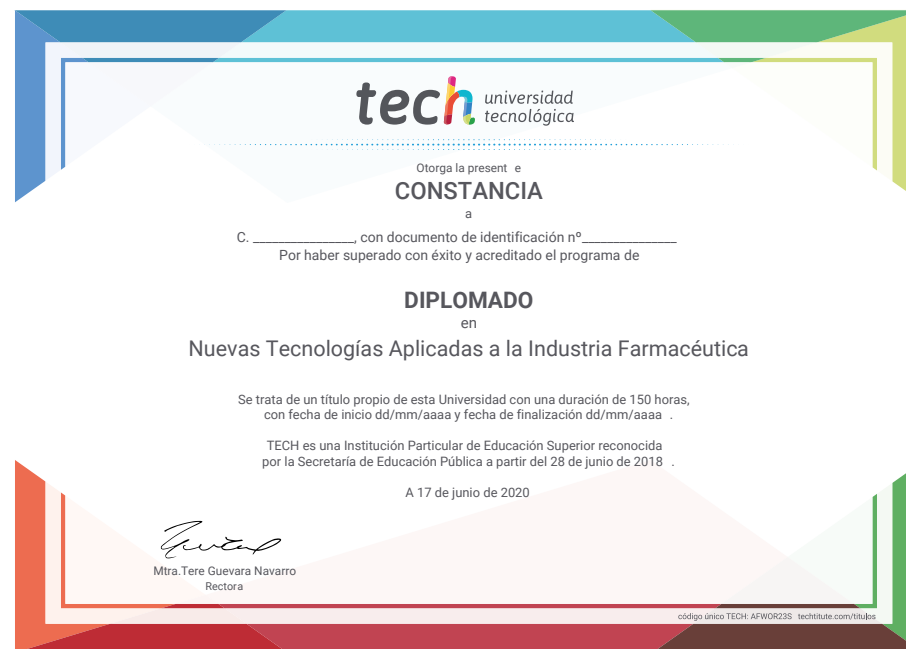 tech universidad
tecnológica
Otorga la present e
CONSTANCIA
a
C. ________________, con documento de identificación nº_______________
Por haber superado con éxito y acreditado el programa de
DIPLOMADO
en
Nuevas Tecnologías Aplicadas a la Industria Farmacéutica
Se trata de un título propio de esta Universidad con una duración de 150 horas,
con fecha de inicio dd/mm/aaaa y fecha de finalización dd/mm/aaaa .
TECH es una Institución Particular de Educación Superior reconocida
por la Secretaría de Educación Pública a partir del 28 de junio de 2018 .
A 17 de junio de 2020
Mtra.Tere Guevara Navarro
Rectora
código único TECH: AFWOR23S techtitute.com/titulos